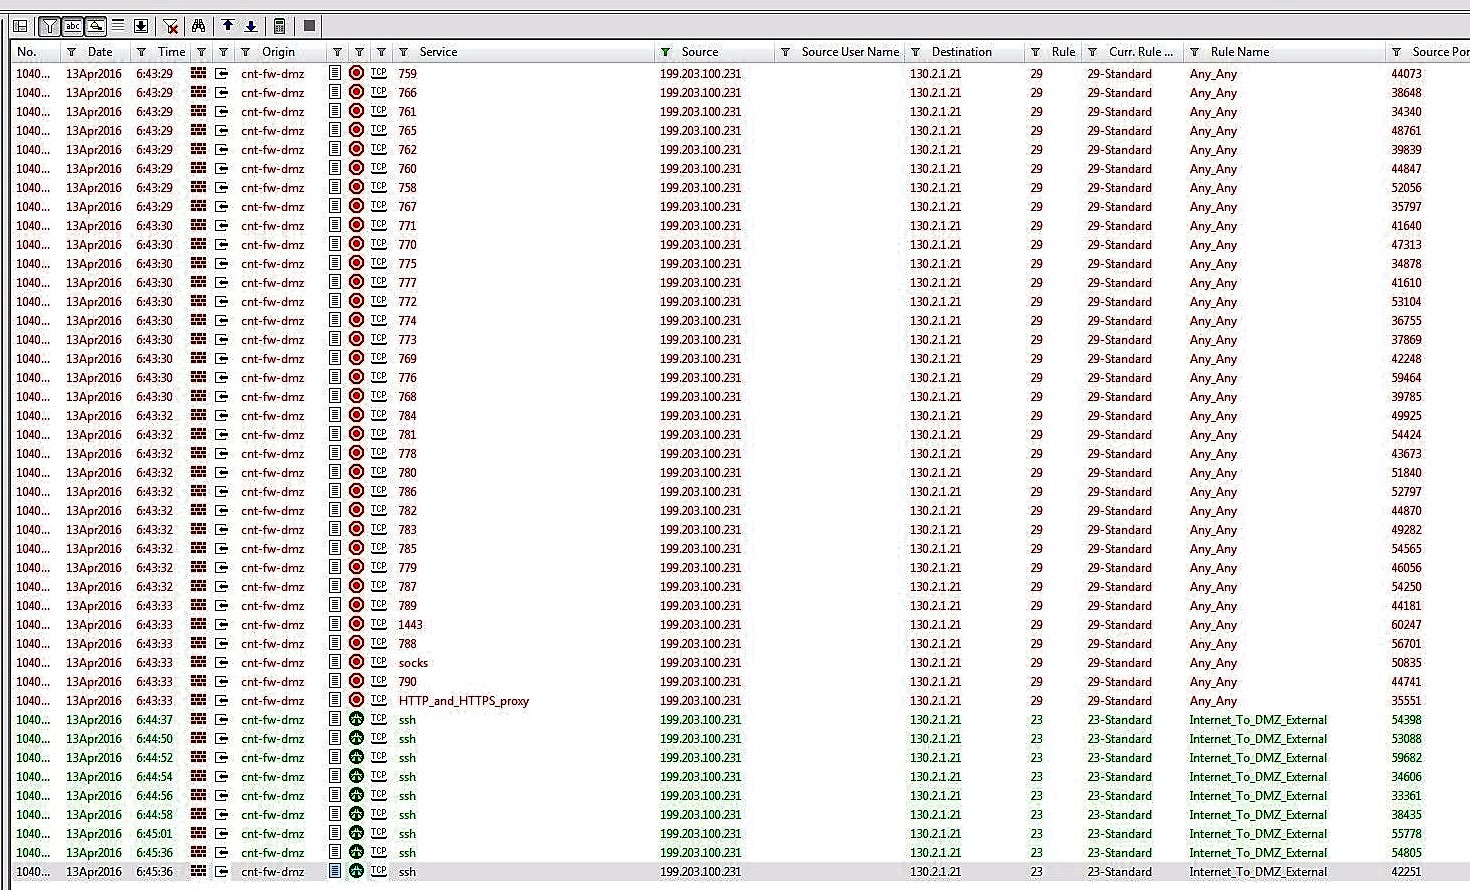 abc
No. Date Time Origin Service Source Source User Name Destination Rule Curr. Rule ... Rule Name Source Por
1040... 13Apr2016 6:43:29 cnt-fw-dmz TCP 759 199.203.100.231 130.2.1.21 29 29-Standard Any_Any 44073
1040... 13Apr2016 6:43:29 cnt-fw-dmz TCP 766 199.203.100.231 130.2.1.21 29 29-Standard Any_Any 38648
1040... 13Apr2016 6:43:29 cnt-fw-dmz TCP 761 199.203.100.231 130.2.1.21 29 29-Standard Any_Any 34340
1040... 13Apr2016 6:43:29 cnt-fw-dmz TCP 765 199.203.100.231 130.2.1.21 29 29-Standard Any_Any 48761
1040... 13Apr2016 6:43:29 cnt-fw-dmz TCP 762 199.203.100.231 130.2.1.21 29 29-Standard Any_Any 39839
1040... 13Apr2016 6:43:29 cnt-fw-dmz TCP 760 199.203.100.231 130.2.1.21 29 29-Standard Any_Any 44847
1040... 13Apr2016 6:43:29 cnt-fw-dmz TCP 758 199.203.100.231 130.2.1.21 29 29-Standard Any_Any 52056
1040... 13Apr2016 6:43:29 cnt-fw-dmz TCP 767 199.203.100.231 130.2.1.21 29 29-Standard Any_Any 35797
1040... 13Apr2016 6:43:30 cnt-fw-dmz TCP 771 199.203.100.231 130.2.1.21 29 29-Standard Any_Any 41640
1040... 13Apr2016 6:43:30 cnt-fw-dmz TCP 770 199.203.100.231 130.2.1.21 29 29-Standard Any_Any 47313
1040... 13Apr2016 6:43:30 cnt-fw-dmz TCP 775 199.203.100.231 130.2.1.21 29 29-Standard Any_Any 34878
1040... 13Apr2016 6:43:30 cnt-fw-dmz TCP 777 199.203.100.231 130.2.1.21 29 29-Standard Any_Any 41610
1040... 13Apr2016 6:43:30 cnt-fw-dmz TCP 772 199.203.100.231 130.2.1.21 29 29-Standard Any_Any 53104
1040... 13Apr2016 6:43:30 cnt-fw-dmz TCP 774 199.203.100.231 130.2.1.21 29 29-Standard Any_Any 36755
1040... 13Apr2016 6:43:30 cnt-fw-dmz TCP 773 199.203.100.231 130.2.1.21 29 29-Standard Any_Any 37869
1040... 13Apr2016 6:43:30 cnt-fw-dmz TCP 769 199.203.100.231 130.2.1.21 29 29-Standard Any_Any 42248
1040... 13Apr2016 6:43:30 cnt-fw-dmz TCP 776 199.203.100.231 130.2.1.21 29 29-Standard Any_Any 59464
1040... 13Apr2016 6:43:30 cnt-fw-dmz TCP 768 199.203.100.231 130.2.1.21 29 29-Standard Any_Any 39785
1040... 13Apr2016 6:43:32 cnt-fw-dmz TCP 784 199.203.100.231 130.2.1.21 29 29-Standard Any_Any 49925
1040... 13Apr2016 6:43:32 cnt-fw-dmz TCP 781 199.203.100.231 130.2.1.21 29 29-Standard Any_Any 54424
1040... 13Apr2016 6:43:32 cnt-fw-dmz TCP 778 199.203.100.231 130.2.1.21 29 29-Standard Any_Any 43673
1040... 13Apr2016 6:43:32 cnt-fw-dmz TCP 780 199.203.100.231 130.2.1.21 29 29-Standard Any_Any 51840
1040... 13Apr2016 6:43:32 cnt-fw-dmz TCP 786 199.203.100.231 130.2.1.21 29 29-Standard Any_Any 52797
1040... 13Apr2016 6:43:32 cnt-fw-dmz TCP 782 199.203.100.231 130.2.1.21 29 29-Standard Any_Any 44870
1040... 13Apr2016 6:43:32 cnt-fw-dmz TCP 783 199.203.100.231 130.2.1.21 29 29-Standard Any_Any 49282
1040... 13Apr2016 6:43:32 cnt-fw-dmz TCP 785 199.203.100.231 130.2.1.21 29 29-Standard Any_Any 54565
1040... 13Apr2016 6:43:32 cnt-fw-dmz TCP 779 199.203.100.231 130.2.1.21 29 29-Standard Any_Any 46056
1040... 13Apr2016 6:43:32 cnt-fw-dmz TCP 787 199.203.100.231 130.2.1.21 29 29-Standard Any_Any 54250
1040... 13Apr2016 6:43:33 cnt-fw-dmz TCP 789 199.203.100.231 130.2.1.21 29 29-Standard Any_Any 44181
1040... 13Apr2016 6:43:33 cnt-fw-dmz TCP 1443 199.203.100.231 130.2.1.21 29 29-Standard Any_Any 60247
1040... 13Apr2016 6:43:33 cnt-fw-dmz TCP 788 199.203.100.231 130.2.1.21 29 29-Standard Any_Any 56701
1040... 13Apr2016 6:43:33 cnt-fw-dmz TCP socks 199.203.100.231 130.2.1.21 29 29-Standard Any_Any 50835
1040... 13Apr2016 6:43:33 cnt-fw-dmz TCP 790 199.203.100.231 130.2.1.21 29 29-Standard Any_Any 44741
1040... 13Apr2016 6:43:33 cnt-fw-dmz TCP HTTP_and_HTTPS_proxy 199.203.100.231 130.2.1.21 29 29-Standard Any_Any 35551
1040... 13Apr2016 6:44:37 cnt-fw-dmz TCP ssh 199.203.100.231 130.2.1.21 23 23-Standard Internet_To_DMZ_External 54398
1040... 13Apr2016 6:44:50 cnt-fw-dmz TCP ssh 199.203.100.231 130.2.1.21 23 23-Standard Internet_To_DMZ_External 53088
1040... 13Apr2016 6:44:52 cnt-fw-dmz TCP ssh 199.203.100.231 130.2.1.21 23 23-Standard Internet_To_DMZ_External 59682
1040... 13Apr2016 6:44:54 cnt-fw-dmz TCP ssh 199.203.100.231 130.2.1.21 23 23-Standard Internet_To_DMZ_External 34606
1040... 13Apr2016 6:44:56 cnt-fw-dmz TCP ssh 199.203.100.231 130.2.1.21 23 23-Standard Internet_To_DMZ_External 33361
1040... 13Apr2016 6:44:58 cnt-fw-dmz TCP ssh 199.203.100.231 130.2.1.21 23 23-Standard Internet_To_DMZ_External 38435
1040... 13Apr2016 6:45:01 cnt-fw-dmz TCP ssh 199.203.100.231 130.2.1.21 23 23-Standard Internet_To_DMZ_External 55778
1040... 13Apr2016 6:45:36 cnt-fw-dmz TCP ssh 199.203.100.231 130.2.1.21 23 23-Standard Internet_To_DMZ_External 54805
1040... 13Apr2016 6:45:36 cnt-fw-dmz TCP ssh 199.203.100.231 130.2.1.21 23 23-Standard Internet_To_DMZ_External 42251